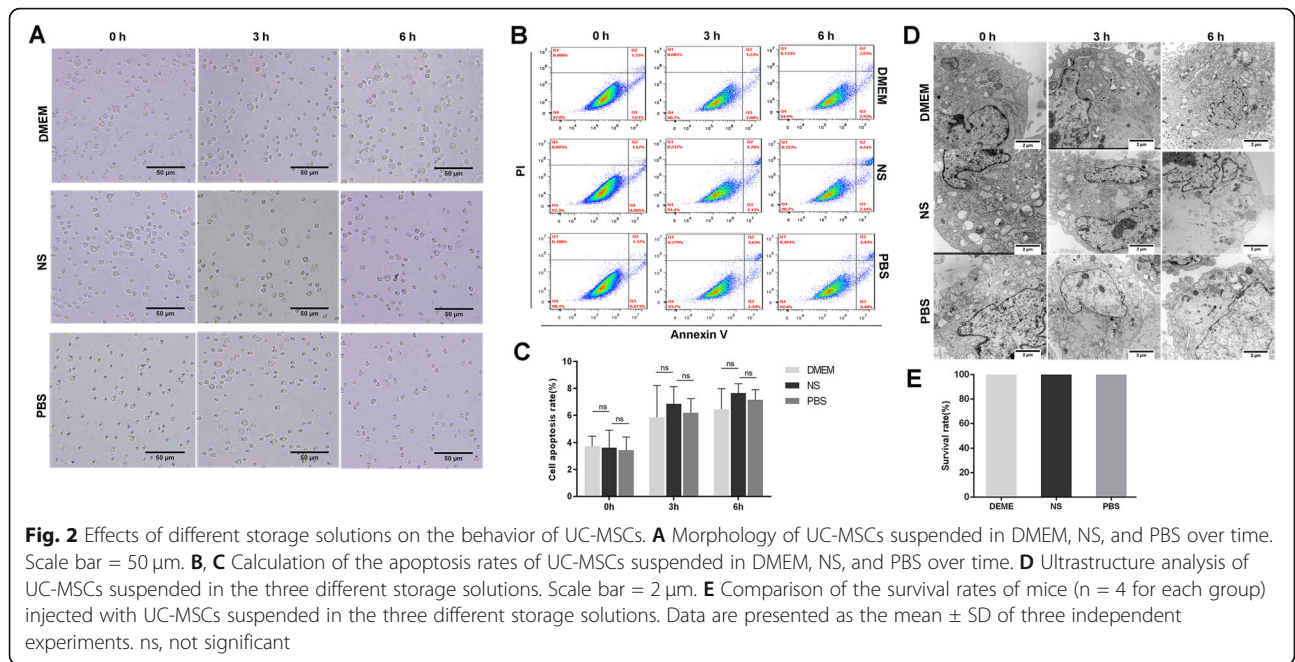 A
0 h 3 h 6 h
DMEM
50 μm 50 μm 50 μm
NS
50 μm 50 μm 50 μm
PBS
50 μm 50 μm 50 μm
B
0 h 3 h 6 h
DMEM
NS
PBS
PI
Annexin V
C
Cell apoptosis rate(%)
10
8
6
4
2
0
ns ns ns ns ns ns
0h 3h 6h
DMEM
NS
PBS
D
0 h 3 h 6 h
DMEM
2 μm 2 μm 2 μm
NS
2 μm 2 μm 2 μm
PBS
2 μm 2 μm 2 μm
E
Survival rate(%)
100
80
60
40
20
0
DEME NS PBS
Fig. 2 Effects of different storage solutions on the behavior of UC-MSCs. A Morphology of UC-MSCs suspended in DMEM, NS, and PBS over time.
Scale bar = 50 μm. B, C Calculation of the apoptosis rates of UC-MSCs suspended in DMEM, NS, and PBS over time. D Ultrastructure analysis of
UC-MSCs suspended in the three different storage solutions. Scale bar = 2 μm. E Comparison of the survival rates of mice (n = 4 for each group)
injected with UC-MSCs suspended in the three different storage solutions. Data are presented as the mean ± SD of three independent
experiments. ns, not significant